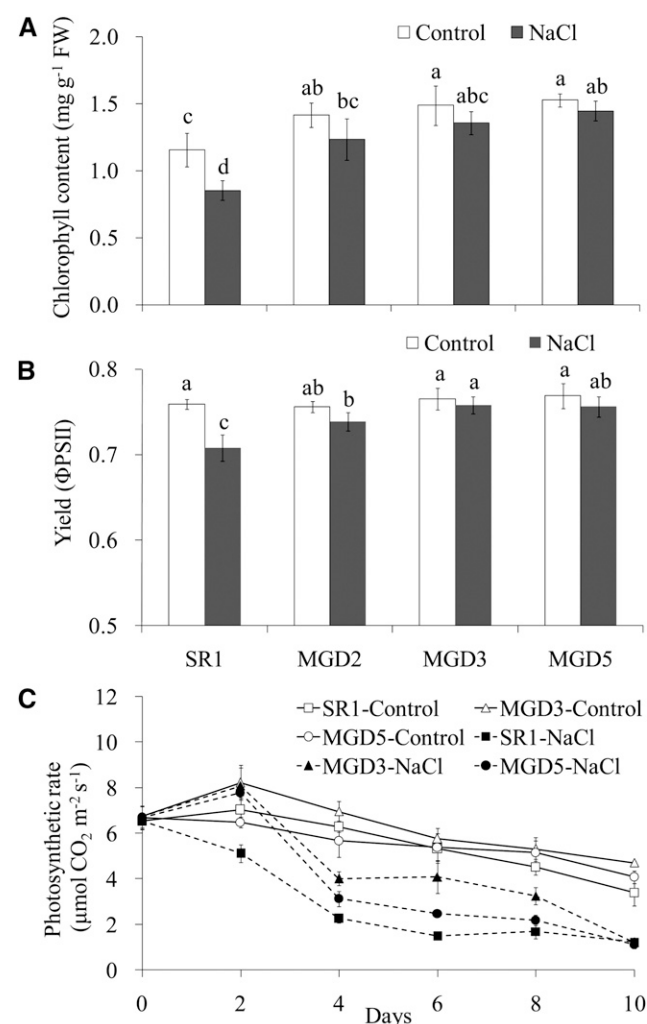 A
Control NaCl
Chlorophyll content (mg g⁻¹ FW)
2.0
1.5
1.0
0.5
0.0
c d ab bc a abc a ab
B
Control NaCl
Yield (ΦPSII)
0.8
0.7
0.6
0.5
a c ab b a a a ab
SR1 MGD2 MGD3 MGD5
C
SR1-Control MGD3-Control
MGD5-Control SR1-NaCl
MGD3-NaCl MGD5-NaCl
Photosynthetic rate
(µmol CO₂ m⁻² s⁻¹)
12
10
8
6
4
2
0
0 2 4 6 8 10
Days